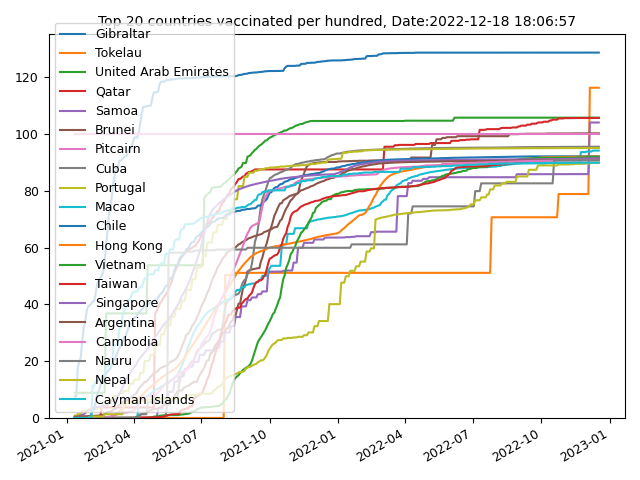 Top 20 countries vaccinated per hundred, Date:2022-12-18 18:06:57
Gibraltar
Tokelau
United Arab Emirates
Qatar
Samoa
Brunei
Pitcairn
Cuba
Portugal
Macao
Chile
Hong Kong
Vietnam
Taiwan
Singapore
Argentina
Cambodia
Nauru
Nepal
Cayman Islands
120
100
80
60
40
20
0
2021-01
2021-04
2021-07
2021-10
2022-01
2022-04
2022-07
2022-10
2023-01